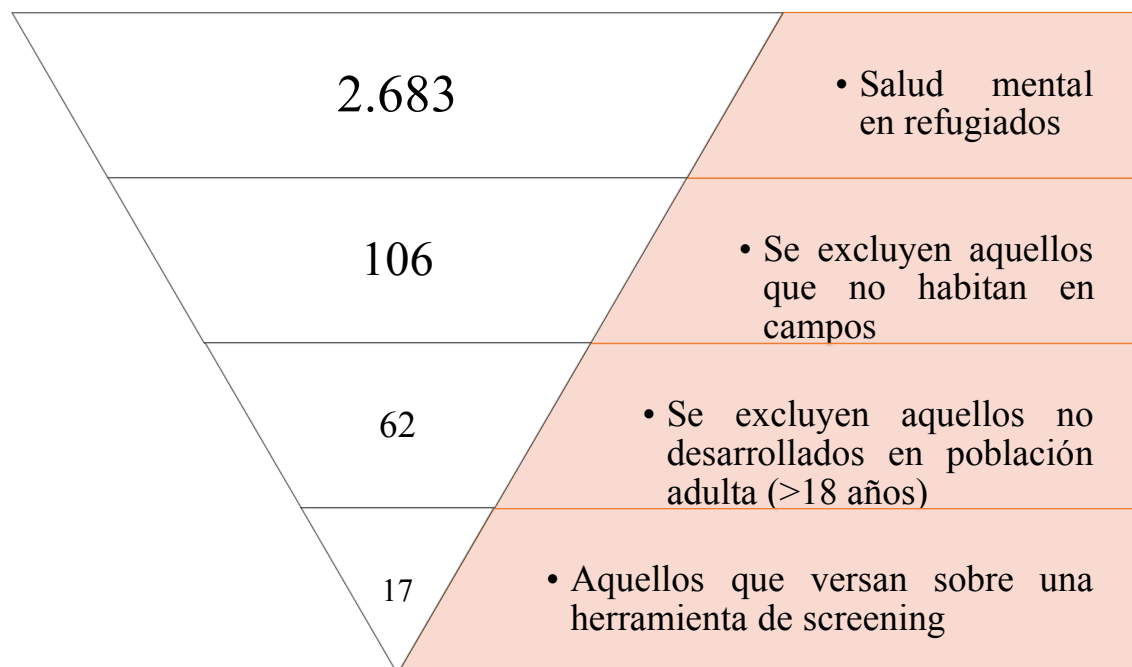 2.683
• Salud mental
en refugiados
106
• Se excluyen aquellos
que no habitan en
campos
62
• Se excluyen aquellos no
desarrollados en población
adulta (>18 años)
17
• Aquellos que versan sobre una
herramienta de screening